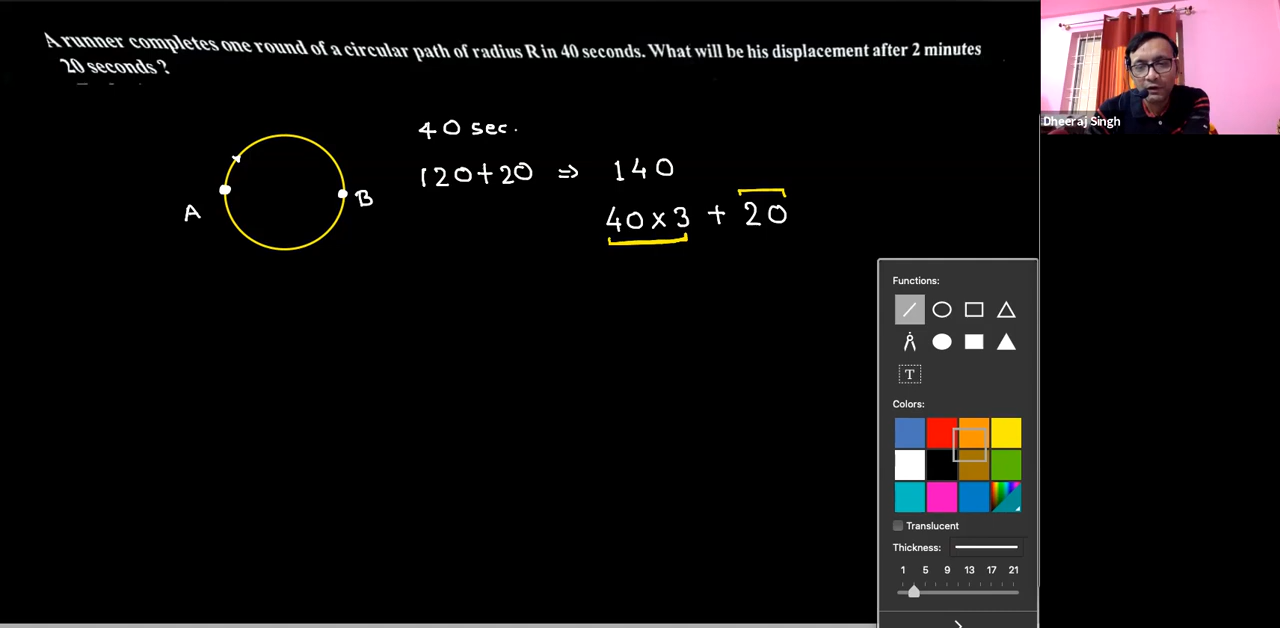 A runner completes one round of a circular path of radius R in 40 seconds. What will be his displacement after 2 minutes
20 seconds ?
Dheeraj Singh
40 sec.
120+20 ⇒ 140
A
B
40 x 3 + 20
Functions:
T
Colors:
Translucent
Thickness:
1 5 9 13 17 21